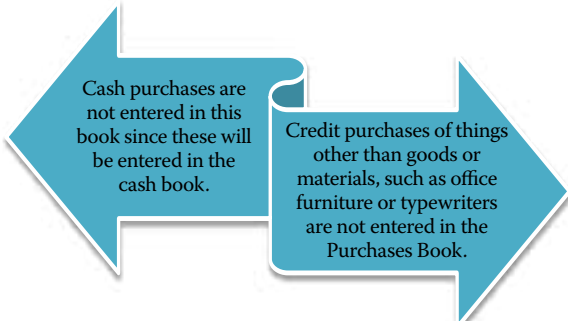 Cash purchases are
not entered in this
book since these will
be entered in the
cash book.
Credit purchases of things
other than goods or
materials, such as office
furniture or typewriters
are not entered in the
Purchases Book.